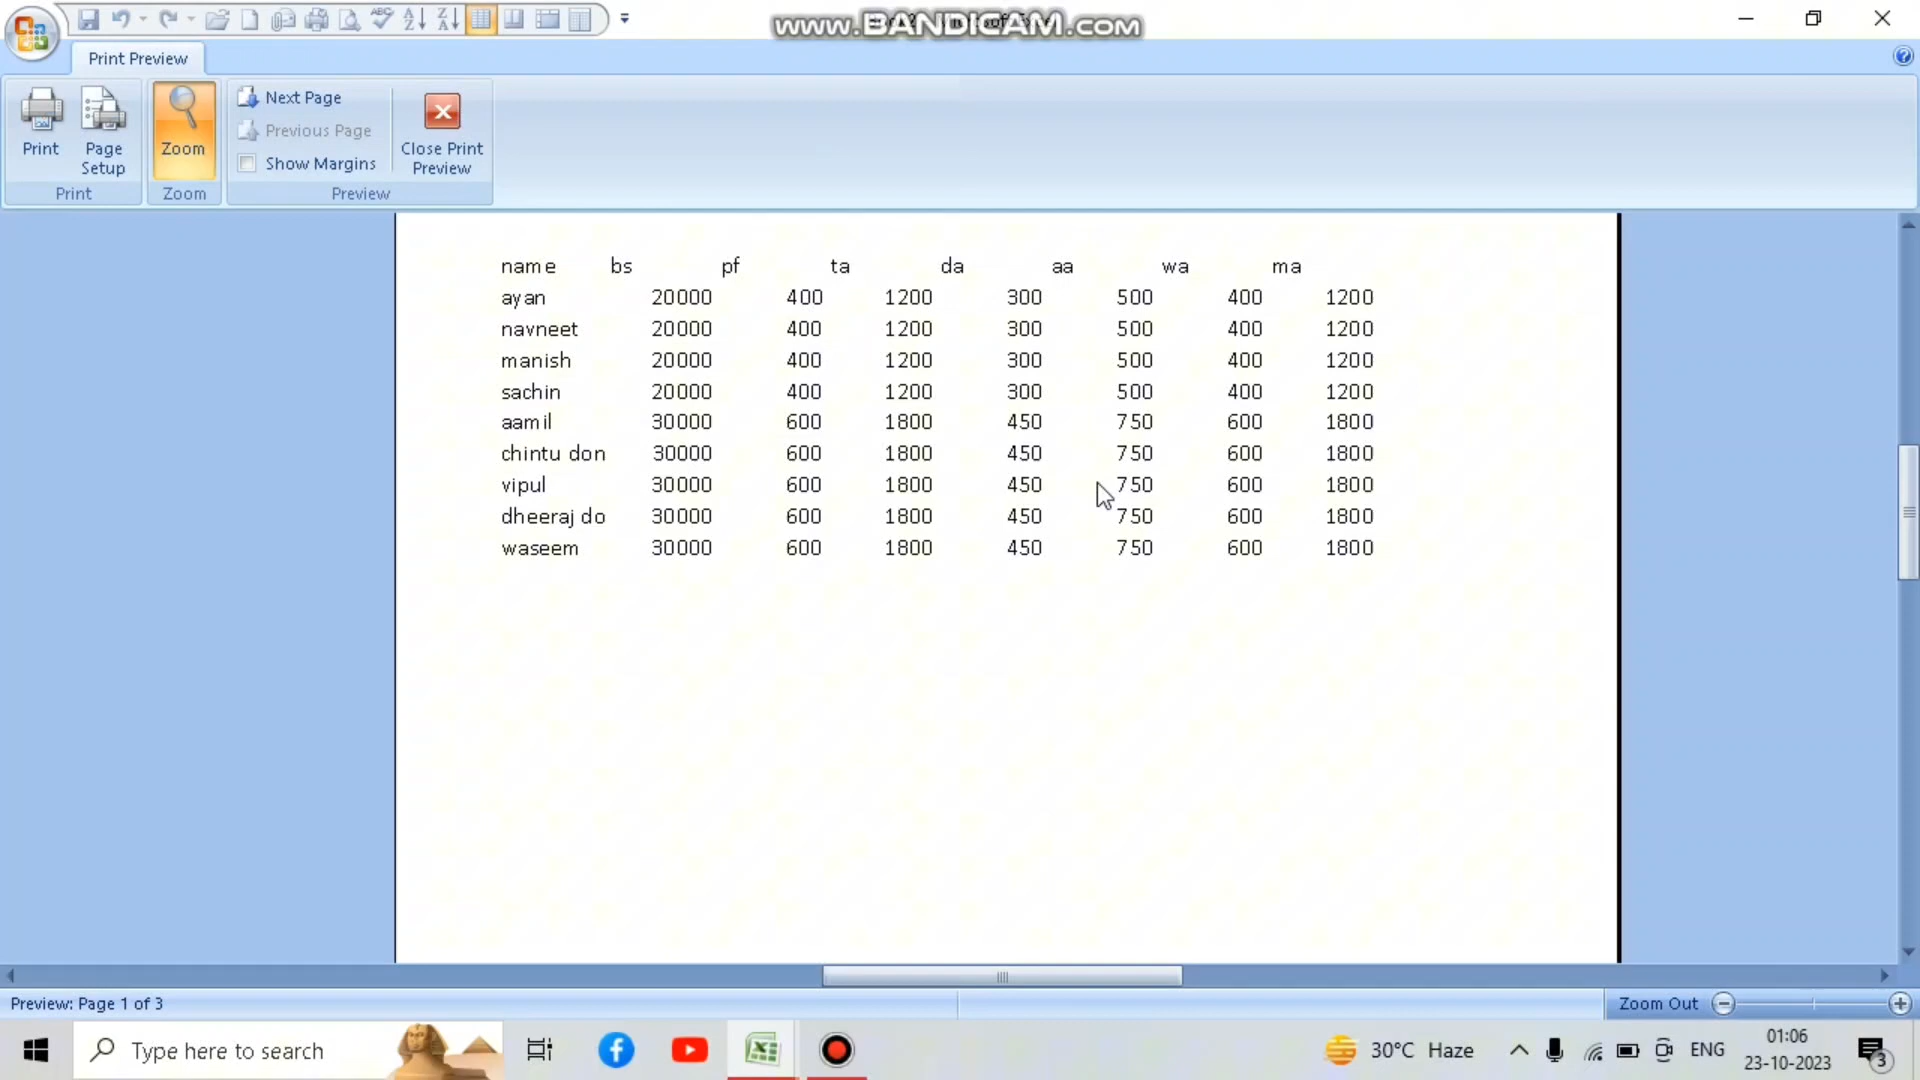 www.BANDICAM.com
Print Preview
Print
Page Setup
Print
Zoom
Zoom
Next Page
Previous Page
Show Margins
Close Print Preview
Preview
name bs pf ta da aa wa ma
ayan 20000 400 1200 300 500 400 1200
navneet 20000 400 1200 300 500 400 1200
manish 20000 400 1200 300 500 400 1200
sachin 20000 400 1200 300 500 400 1200
aamil 30000 600 1800 450 750 600 1800
chintu don 30000 600 1800 450 750 600 1800
vipul 30000 600 1800 450 750 600 1800
dheeraj do 30000 600 1800 450 750 600 1800
waseem 30000 600 1800 450 750 600 1800
Preview: Page 1 of 3
Zoom Out
Type here to search
30°C Haze
ENG
01:06
23-10-2023
3